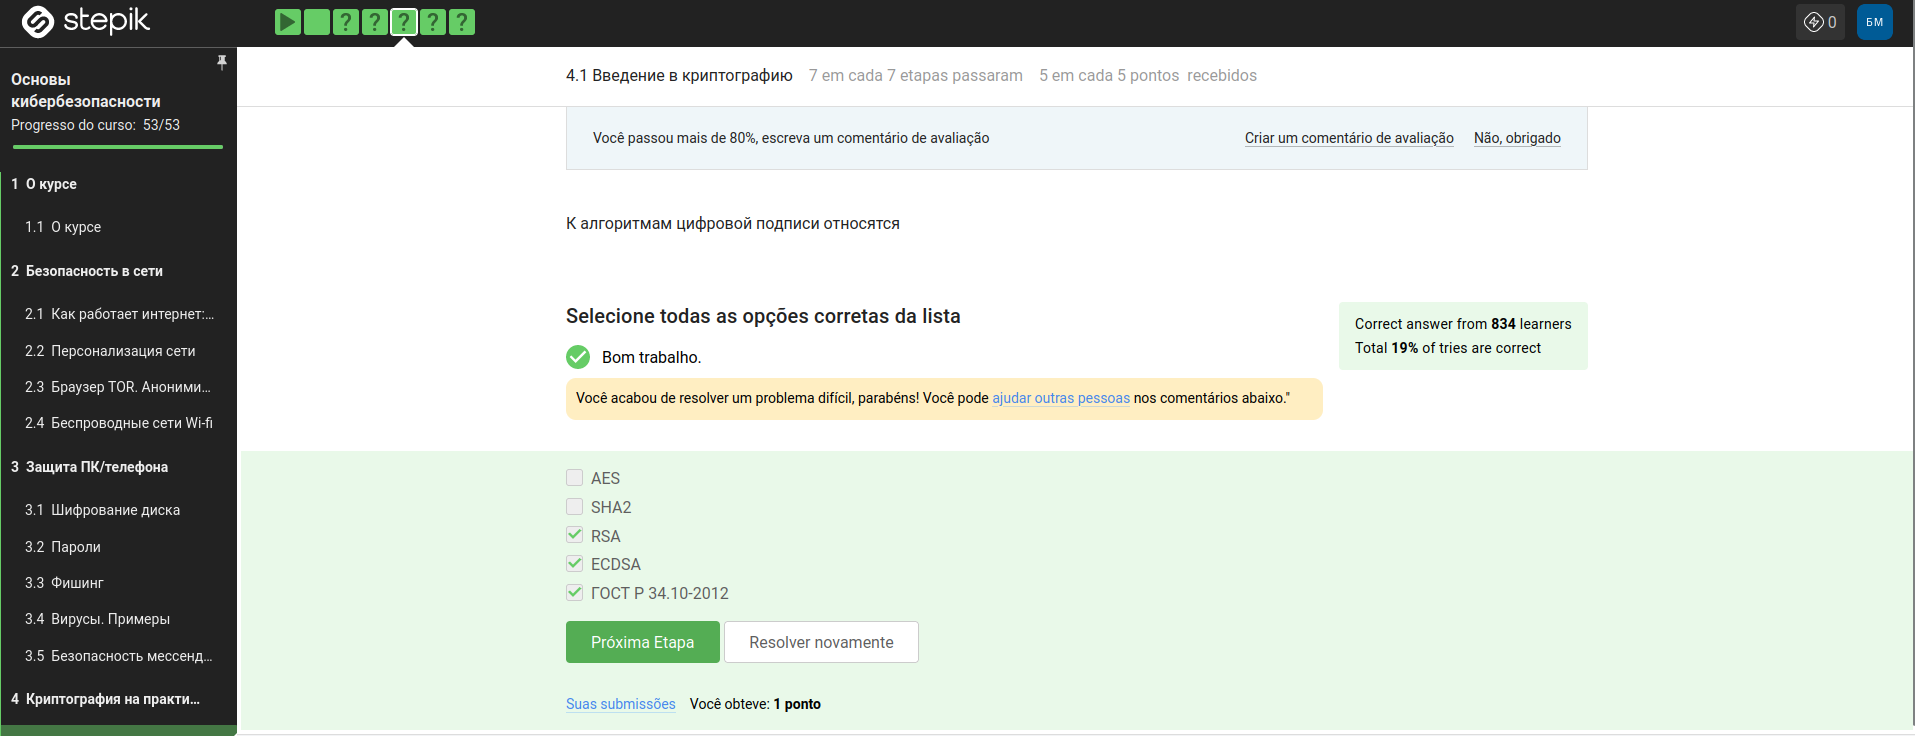 stepik
0
БМ
Основы
кибербезопасности
Progresso do curso: 53/53
1 О курсе
1.1 О курсе
2 Безопасность в сети
2.1 Как работает интернет:...
2.2 Персонализация сети
2.3 Браузер TOR. Аноними...
2.4 Беспроводные сети Wi-fi
3 Защита ПК/телефона
3.1 Шифрование диска
3.2 Пароли
3.3 Фишинг
3.4 Вирусы. Примеры
3.5 Безопасность мессенд...
4 Криптография на практи...
4.1 Введение в криптографию 7 em cada 7 etapas passaram 5 em cada 5 pontos recebidos
Você passou mais de 80%, escreva um comentário de avaliação Criar um comentário de avaliação Não, obrigado
К алгоритмам цифровой подписи относятся
Selecione todas as opções corretas da lista
Correct answer from 834 learners
Total 19% of tries are correct
Bom trabalho.
Você acabou de resolver um problema difícil, parabéns! Você pode ajudar outras pessoas nos comentários abaixo."
AES
SHA2
RSA
ECDSA
ГОСТ Р 34.10-2012
Próxima Etapa Resolver novamente
Suas submissões Você obteve: 1 ponto